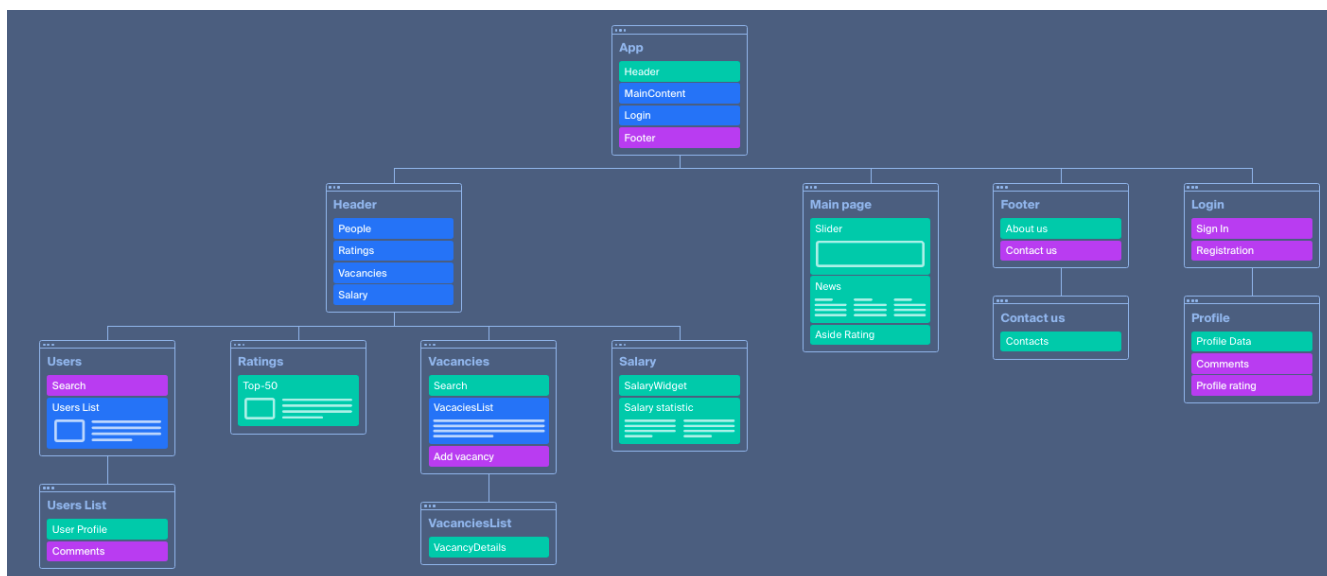 App
Header
MainContent
Login
Footer
Header
People
Ratings
Vacancies
Salary
Main page
Slider
News
Aside Rating
Footer
About us
Contact us
Login
Sign In
Registration
Users
Search
Users List
Ratings
Top-50
Vacancies
Search
VacaciesList
Add vacancy
Salary
SalaryWidget
Salary statistic
Contact us
Contacts
Profile
Profile Data
Comments
Profile rating
Users List
User Profile
Comments
VacanciesList
VacancyDetails